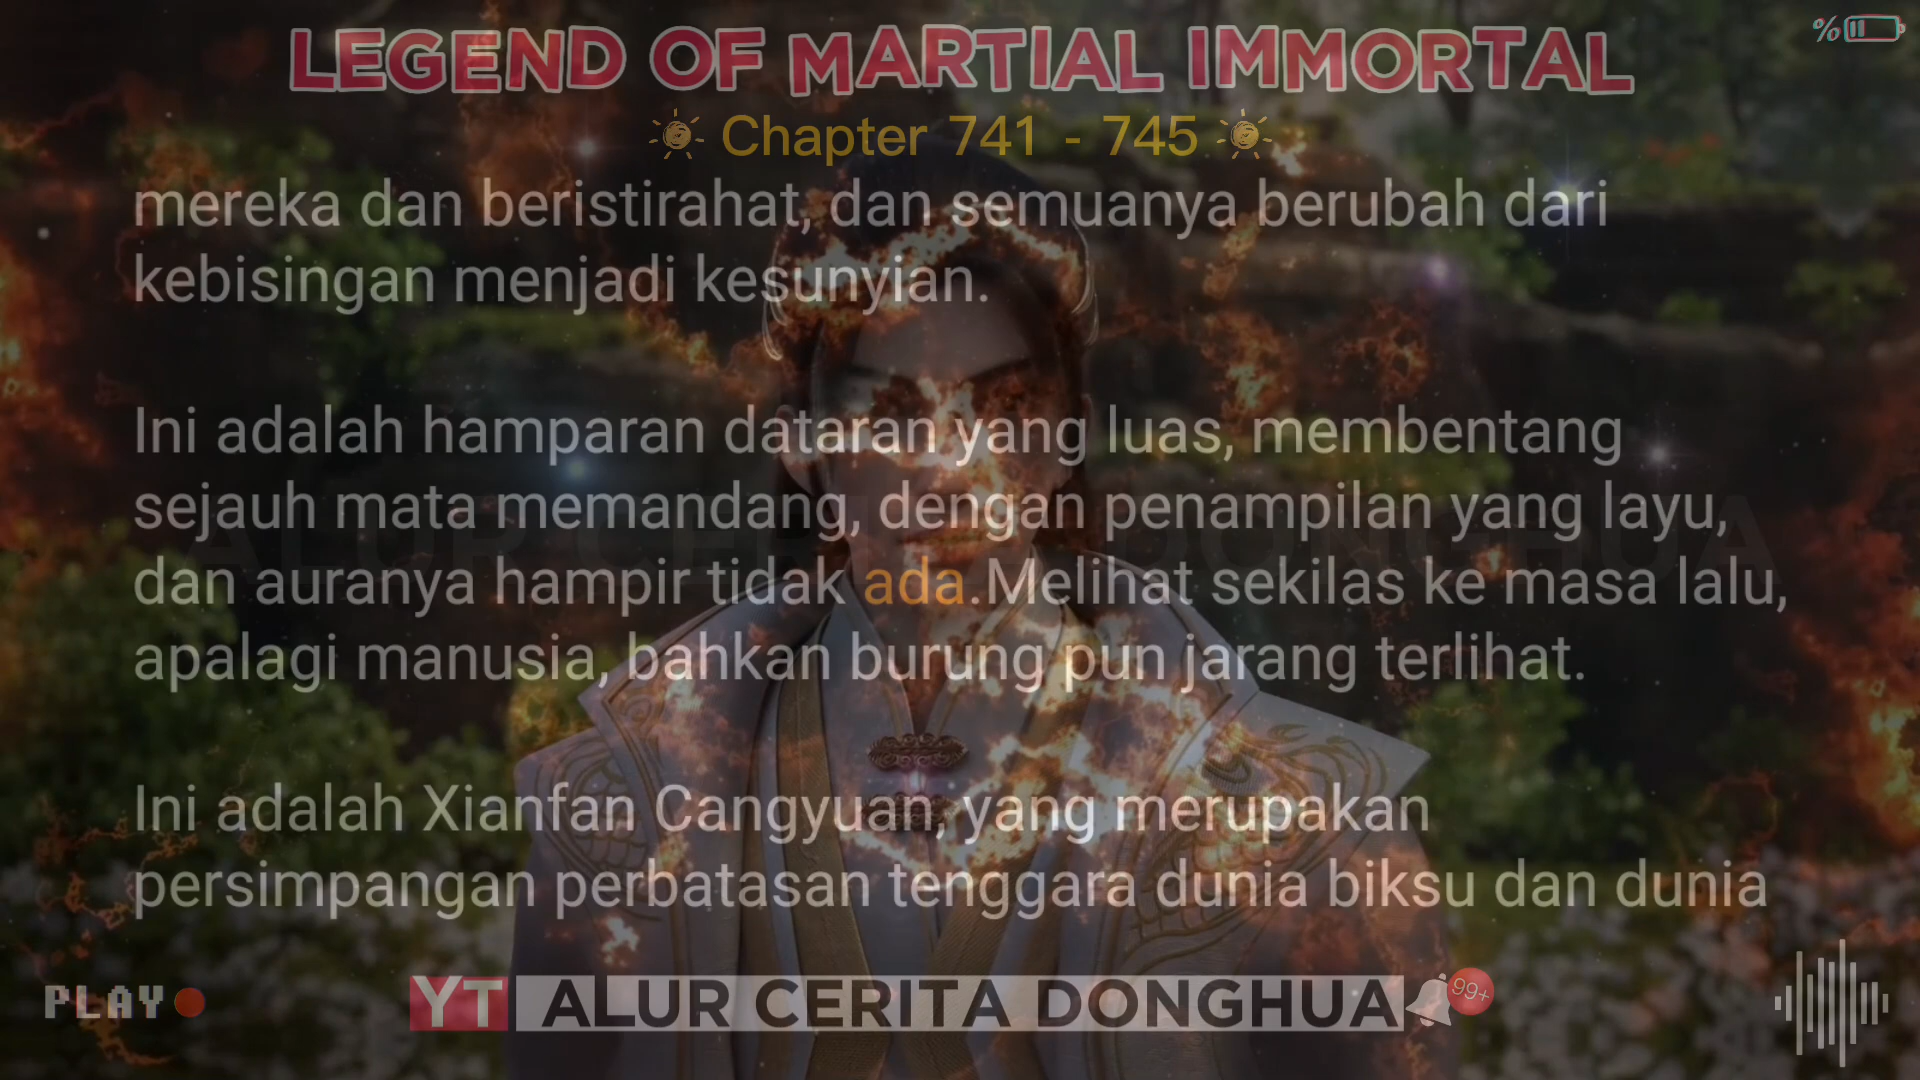 LEGEND OF MARTIAL IMMORTAL
%
Chapter 741 - 745
mereka dan beristirahat, dan semuanya berubah dari
kebisingan menjadi kesunyian.
Ini adalah hamparan dataran yang luas, membentang
sejauh mata memandang, dengan penampilan yang layu,
dan auranya hampir tidak ada.Melihat sekilas ke masa lalu,
apalagi manusia, bahkan burung pun jarang terlihat.
Ini adalah Xianfan Cangyuan, yang merupakan
persimpangan perbatasan tenggara dunia biksu dan dunia
ALUR CERITA DONGHUA
PLAY
YT ALUR CERITA DONGHUA 99+